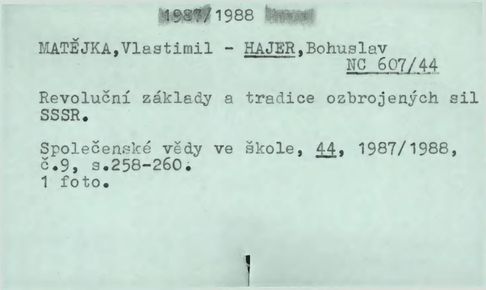 1987/1988
MATĚJKA,Vlastimil - HAJER,Bohuslav
NC 607/44
Revoluční základy a tradice ozbrojených sil
SSSR.
Společenské vědy ve škole, 44, 1987/1988,
č.9, s.258-260.
1 foto.